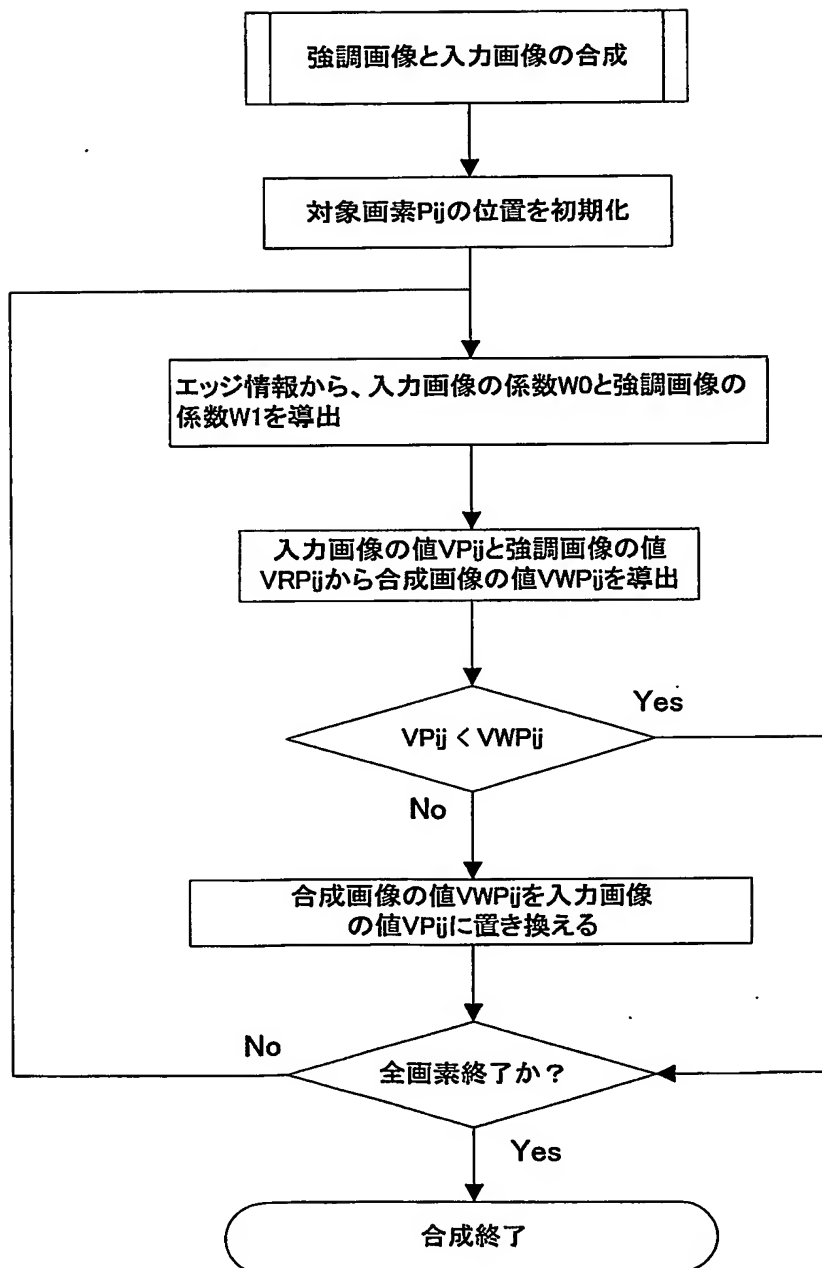 強調画像と入力画像の合成
対象画素Pijの位置を初期化
エッジ情報から、入力画像の係数W0と強調画像の
係数W1を導出
入力画像の値VPijと強調画像の値
VRPijから合成画像の値VWPijを導出
VPij < VWPij
Yes
No
合成画像の値VWPijを入力画像
の値VPijに置き換える
全画素終了か？
No
Yes
合成終了